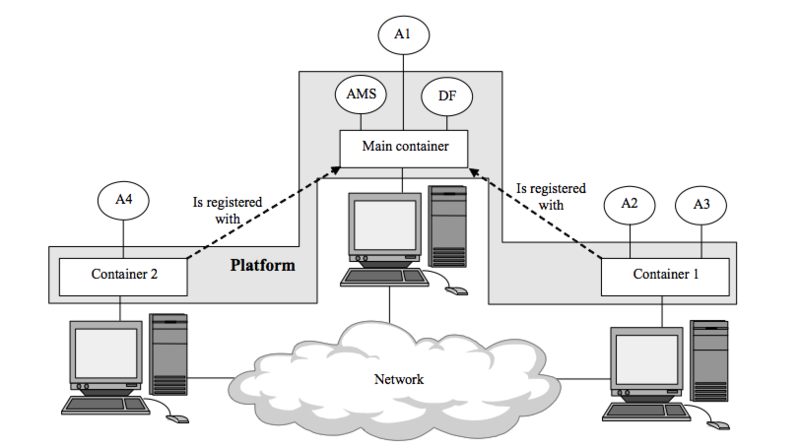 A1
AMS
DF
Main container
A4
Is registered
with
Is registered
with
A2
A3
Container 2
Platform
Container 1
Network